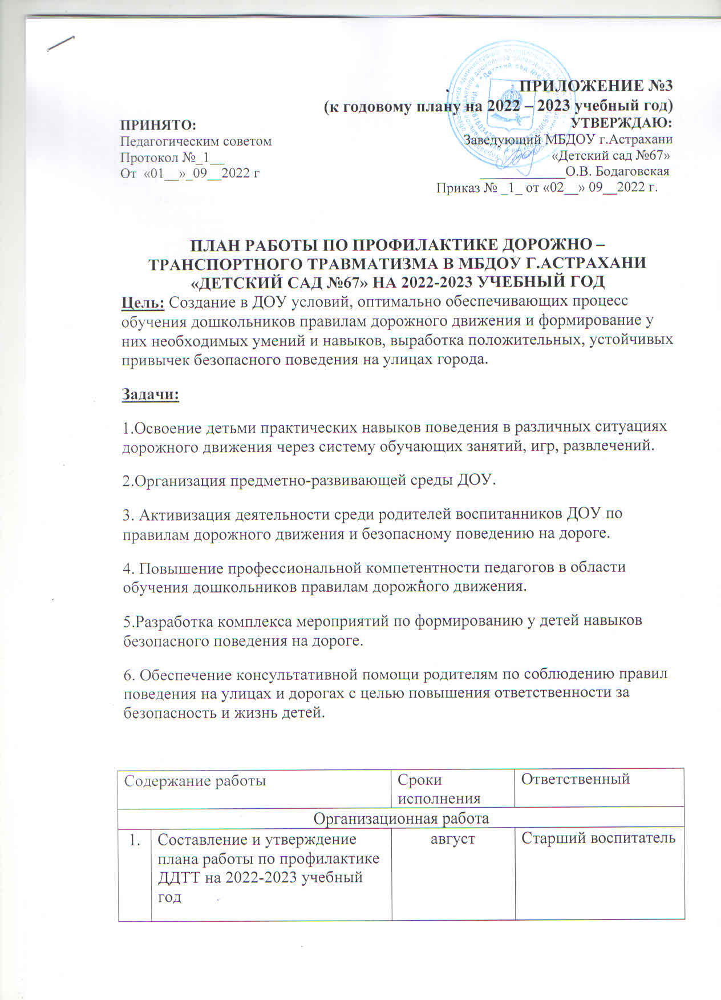 ПРИЛОЖЕНИЕ №3
(к годовому плану на 2022 – 2023 учебный год)
ПРИНЯТО: УТВЕРЖДАЮ:
Педагогическим советом Заведующий МБДОУ г.Астрахани
Протокол №_1__ «Детский сад №67»
От «01__»_09__2022 г ____________О.В. Бодаговская
Приказ № _1_ от «02__» 09__2022 г.
ПЛАН РАБОТЫ ПО ПРОФИЛАКТИКЕ ДОРОЖНО –
ТРАНСПОРТНОГО ТРАВМАТИЗМА В МБДОУ Г.АСТРАХАНИ
«ДЕТСКИЙ САД №67» НА 2022-2023 УЧЕБНЫЙ ГОД
Цель: Создание в ДОУ условий, оптимально обеспечивающих процесс
обучения дошкольников правилам дорожного движения и формирование у
них необходимых умений и навыков, выработка положительных, устойчивых
привычек безопасного поведения на улицах города.
Задачи:
1.Освоение детьми практических навыков поведения в различных ситуациях
дорожного движения через систему обучающих занятий, игр, развлечений.
2.Организация предметно-развивающей среды ДОУ.
3. Активизация деятельности среди родителей воспитанников ДОУ по
правилам дорожного движения и безопасному поведению на дороге.
4. Повышение профессиональной компетентности педагогов в области
обучения дошкольников правилам дорожного движения.
5.Разработка комплекса мероприятий по формированию у детей навыков
безопасного поведения на дороге.
6. Обеспечение консультативной помощи родителям по соблюдению правил
поведения на улицах и дорогах с целью повышения ответственности за
безопасность и жизнь детей.
Содержание работы Сроки Ответственный
исполнения
Организационная работа
1. Составление и утверждение август Старший воспитатель
плана работы по профилактике
ДДТТ на 2022-2023 учебный
год